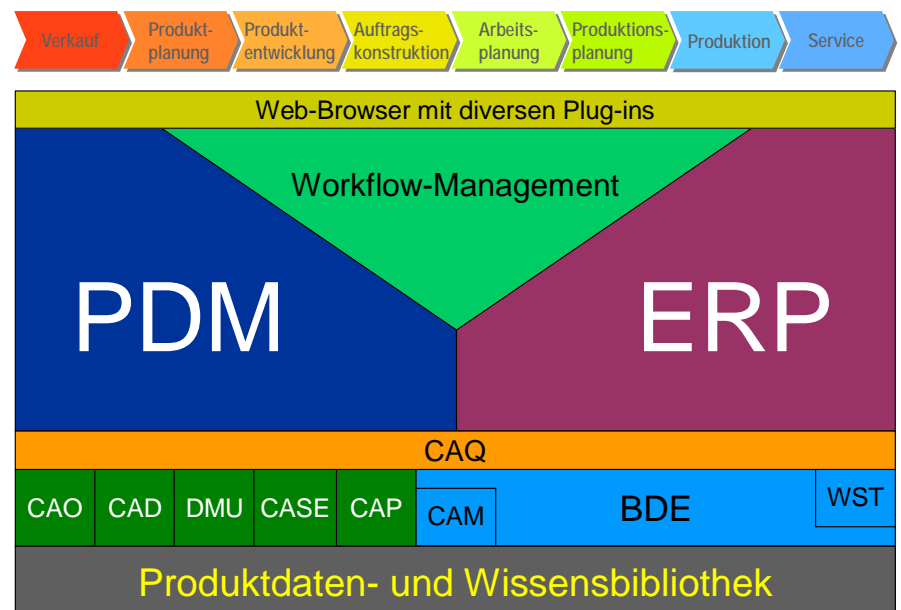 Verkauf
Produkt-
planung
Produkt-
entwicklung
Auftrags-
konstruktion
Arbeits-
planung
Produktions-
planung
Produktion
Service
Web-Browser mit diversen Plug-ins
Workflow-Management
PDM
ERP
CAQ
CAO
CAD
DMU
CASE
CAP
CAM
BDE
WST
Produktdaten- und Wissensbibliothek